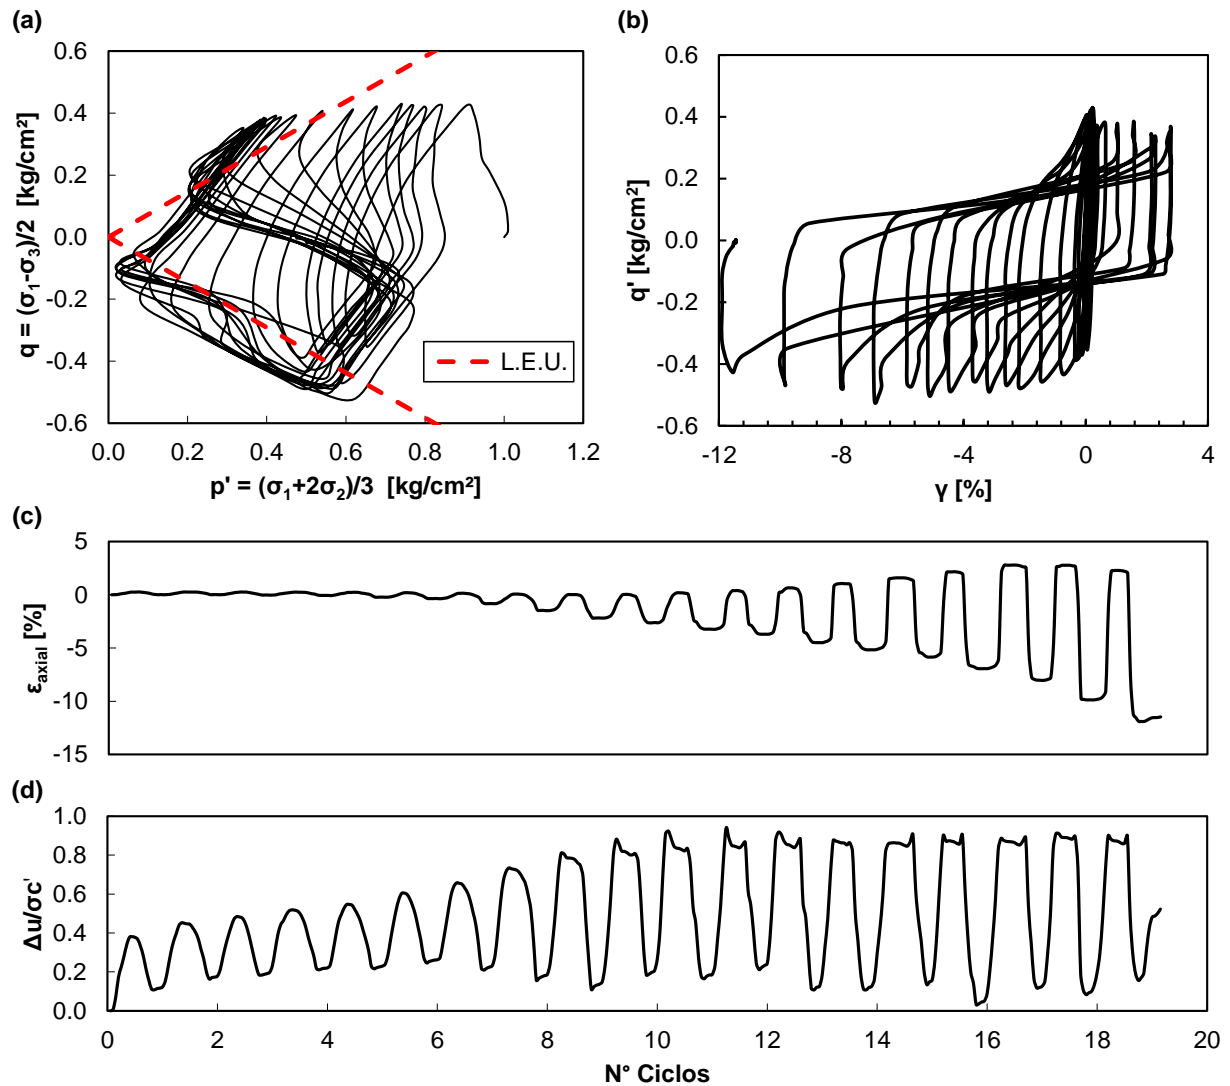 (a)
0.6
0.4
0.2
0.0
-0.2
-0.4
-0.6
q = (σ₁-σ₃)/2 [kg/cm²]
L.E.U.
0.0 0.2 0.4 0.6 0.8 1.0 1.2
p' = (σ₁+2σ₂)/3 [kg/cm²]
(b)
0.6
0.4
0.2
0.0
-0.2
-0.4
-0.6
q' [kg/cm²]
-12 -8 -4 0 4
γ [%]
(c)
5
0
-5
-10
-15
ε_axial [%]
(d)
1.0
0.8
0.6
0.4
0.2
0.0
Δu/σc'
0 2 4 6 8 10 12 14 16 18 20
N° Ciclos